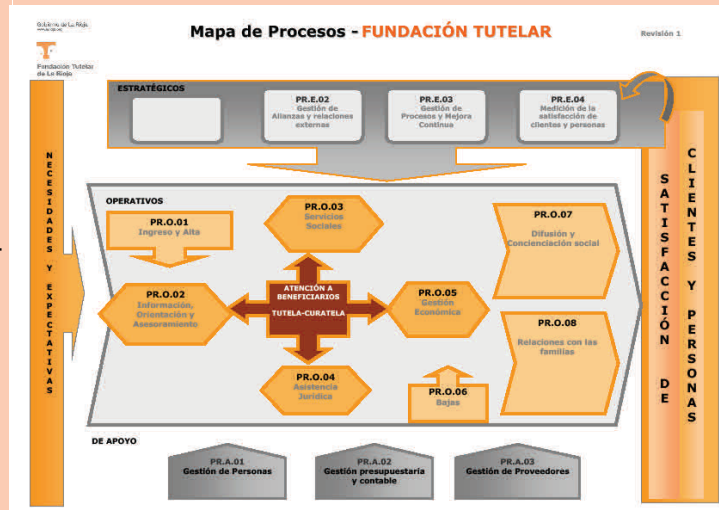 Gobierno de La Rioja
www.larioja.org
Mapa de Procesos - FUNDACIÓN TUTELAR
Revisión 1
Fundación Tutelar
de La Rioja
ESTRATÉGICOS
PR.E.02
Gestión de
Alianzas y relaciones
externas
PR.E.03
Gestión de
Procesos y Mejora
Continua
PR.E.04
Medición de la
satisfacción de
clientes y personas
NECESIDADES Y EXPECTATIVAS
OPERATIVOS
PR.O.01
Ingreso y Alta
PR.O.02
Información,
Orientación y
Asesoramiento
PR.O.03
Servicios
Sociales
ATENCIÓN A
BENEFICIARIOS
TUTELA-CURATELA
PR.O.04
Asistencia
Jurídica
PR.O.05
Gestión
Económica
PR.O.06
Bajas
PR.O.07
Difusión y
Concienciación social
PR.O.08
Relaciones con las
familias
SATISFACCIÓN DE
CLIENTES Y PERSONAS
DE APOYO
PR.A.01
Gestión de Personas
PR.A.02
Gestión presupuestaría
y contable
PR.A.03
Gestión de Proveedores